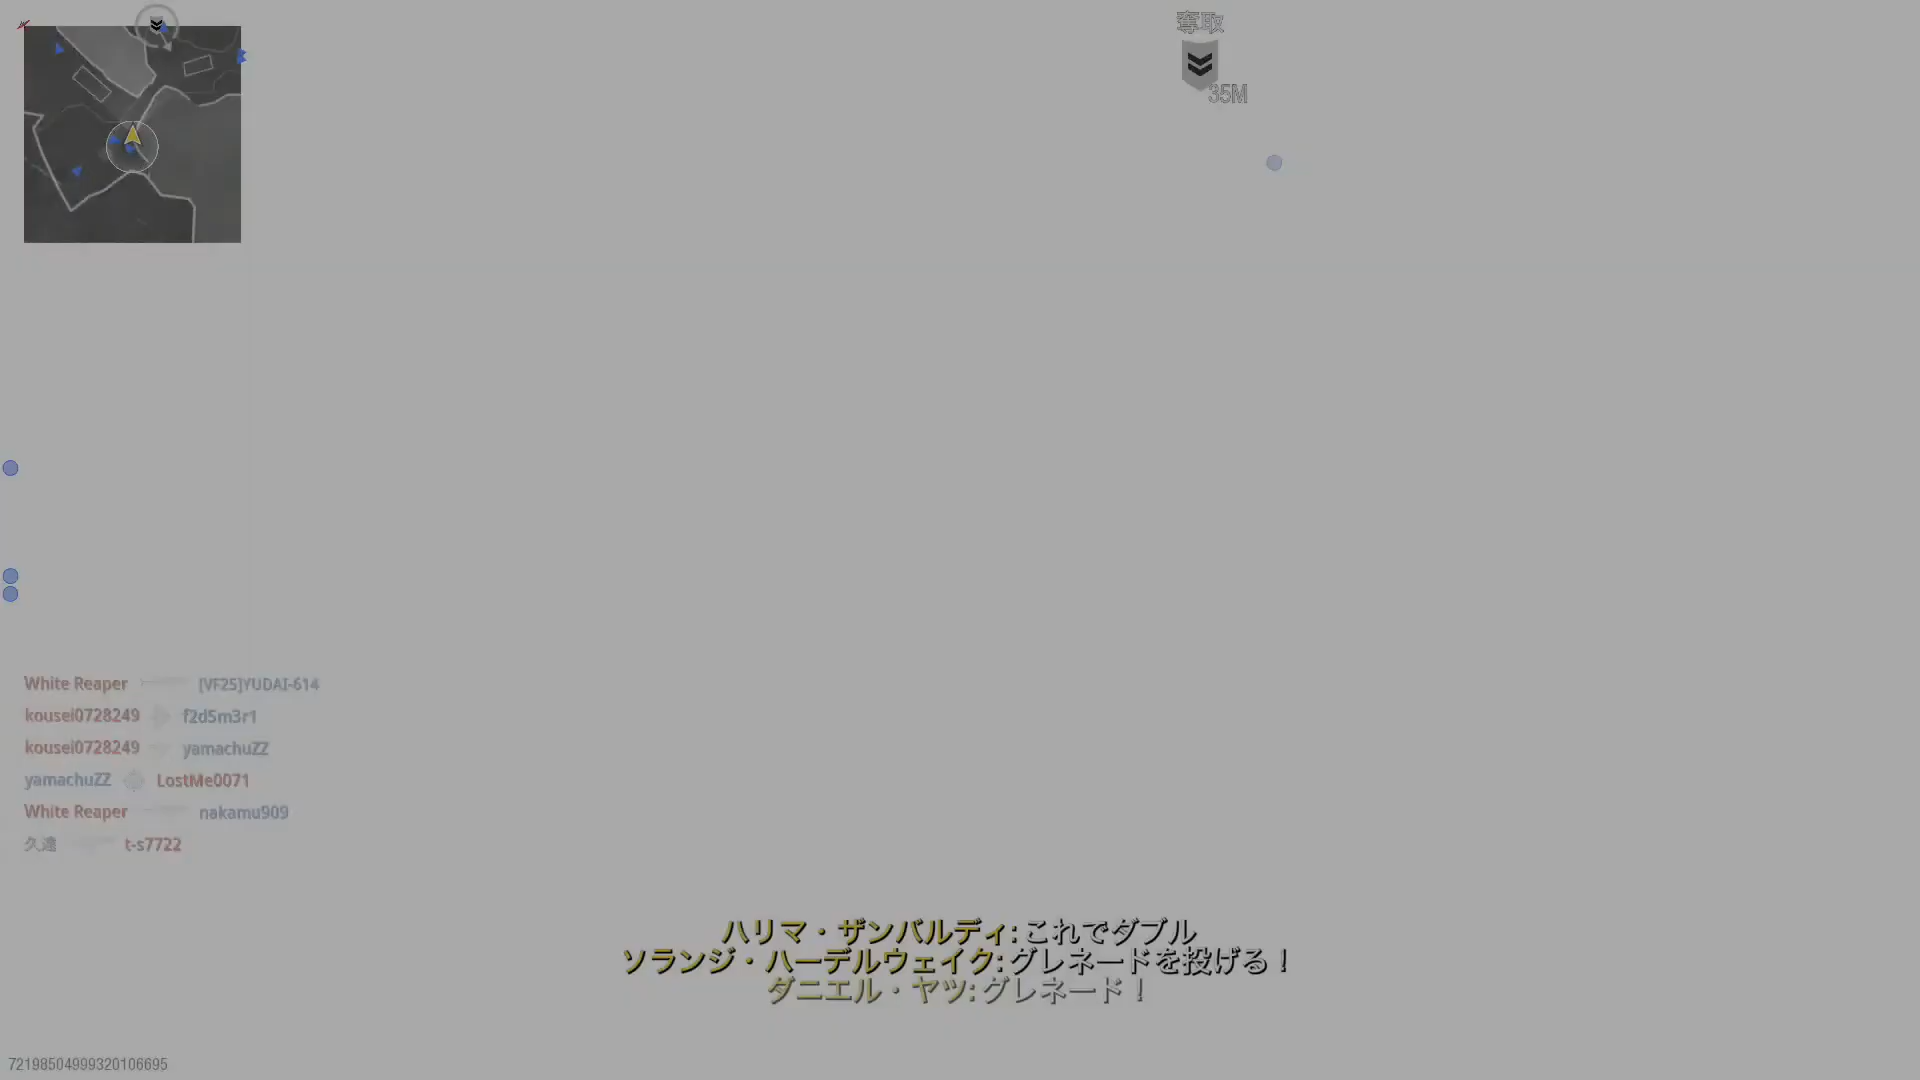 奪取
35M
White Reaper [VF25]YUDAI-614
kousei0728249 f2d5m3r1
kousei0728249 yamachuZZ
yamachuZZ LostMe0071
White Reaper nakamu909
久遠 t-s7722
ハリマ・ザンバルディ: これでダブル
ソランジ・ハーデルウェイク: グレネードを投げる！
ダニエル・ヤツ: グレネード！
72198504999320106695